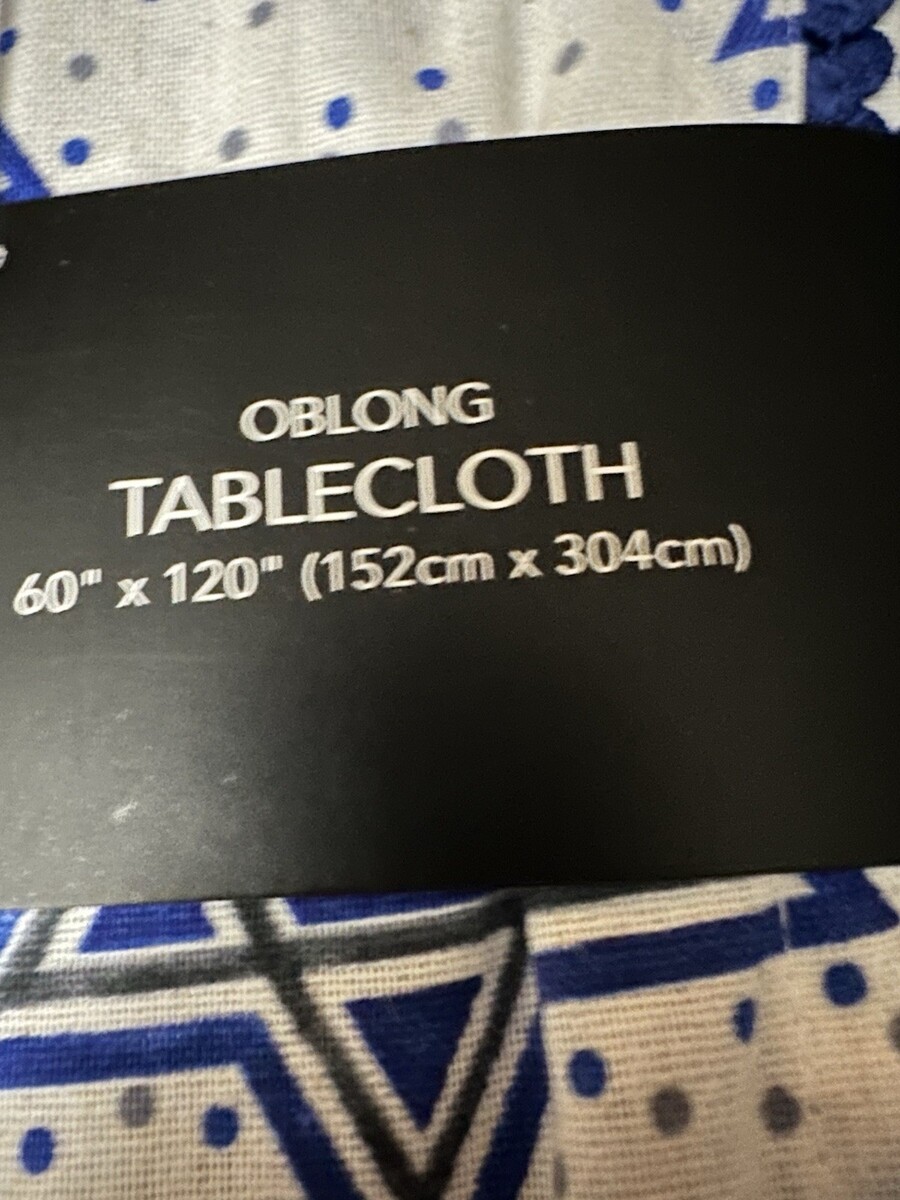 OBLONG
TABLECLOTH
60" x 120" (152cm x 304cm)